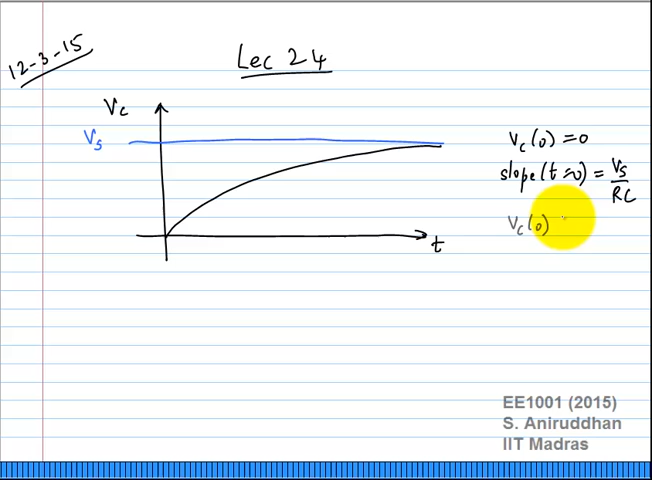 12-3-15
Lec 24
Vc
Vs
t
Vc(0) = 0
slope(t≈0) = Vs/RC
Vc(0)
EE1001 (2015)
S. Aniruddhan
IIT Madras